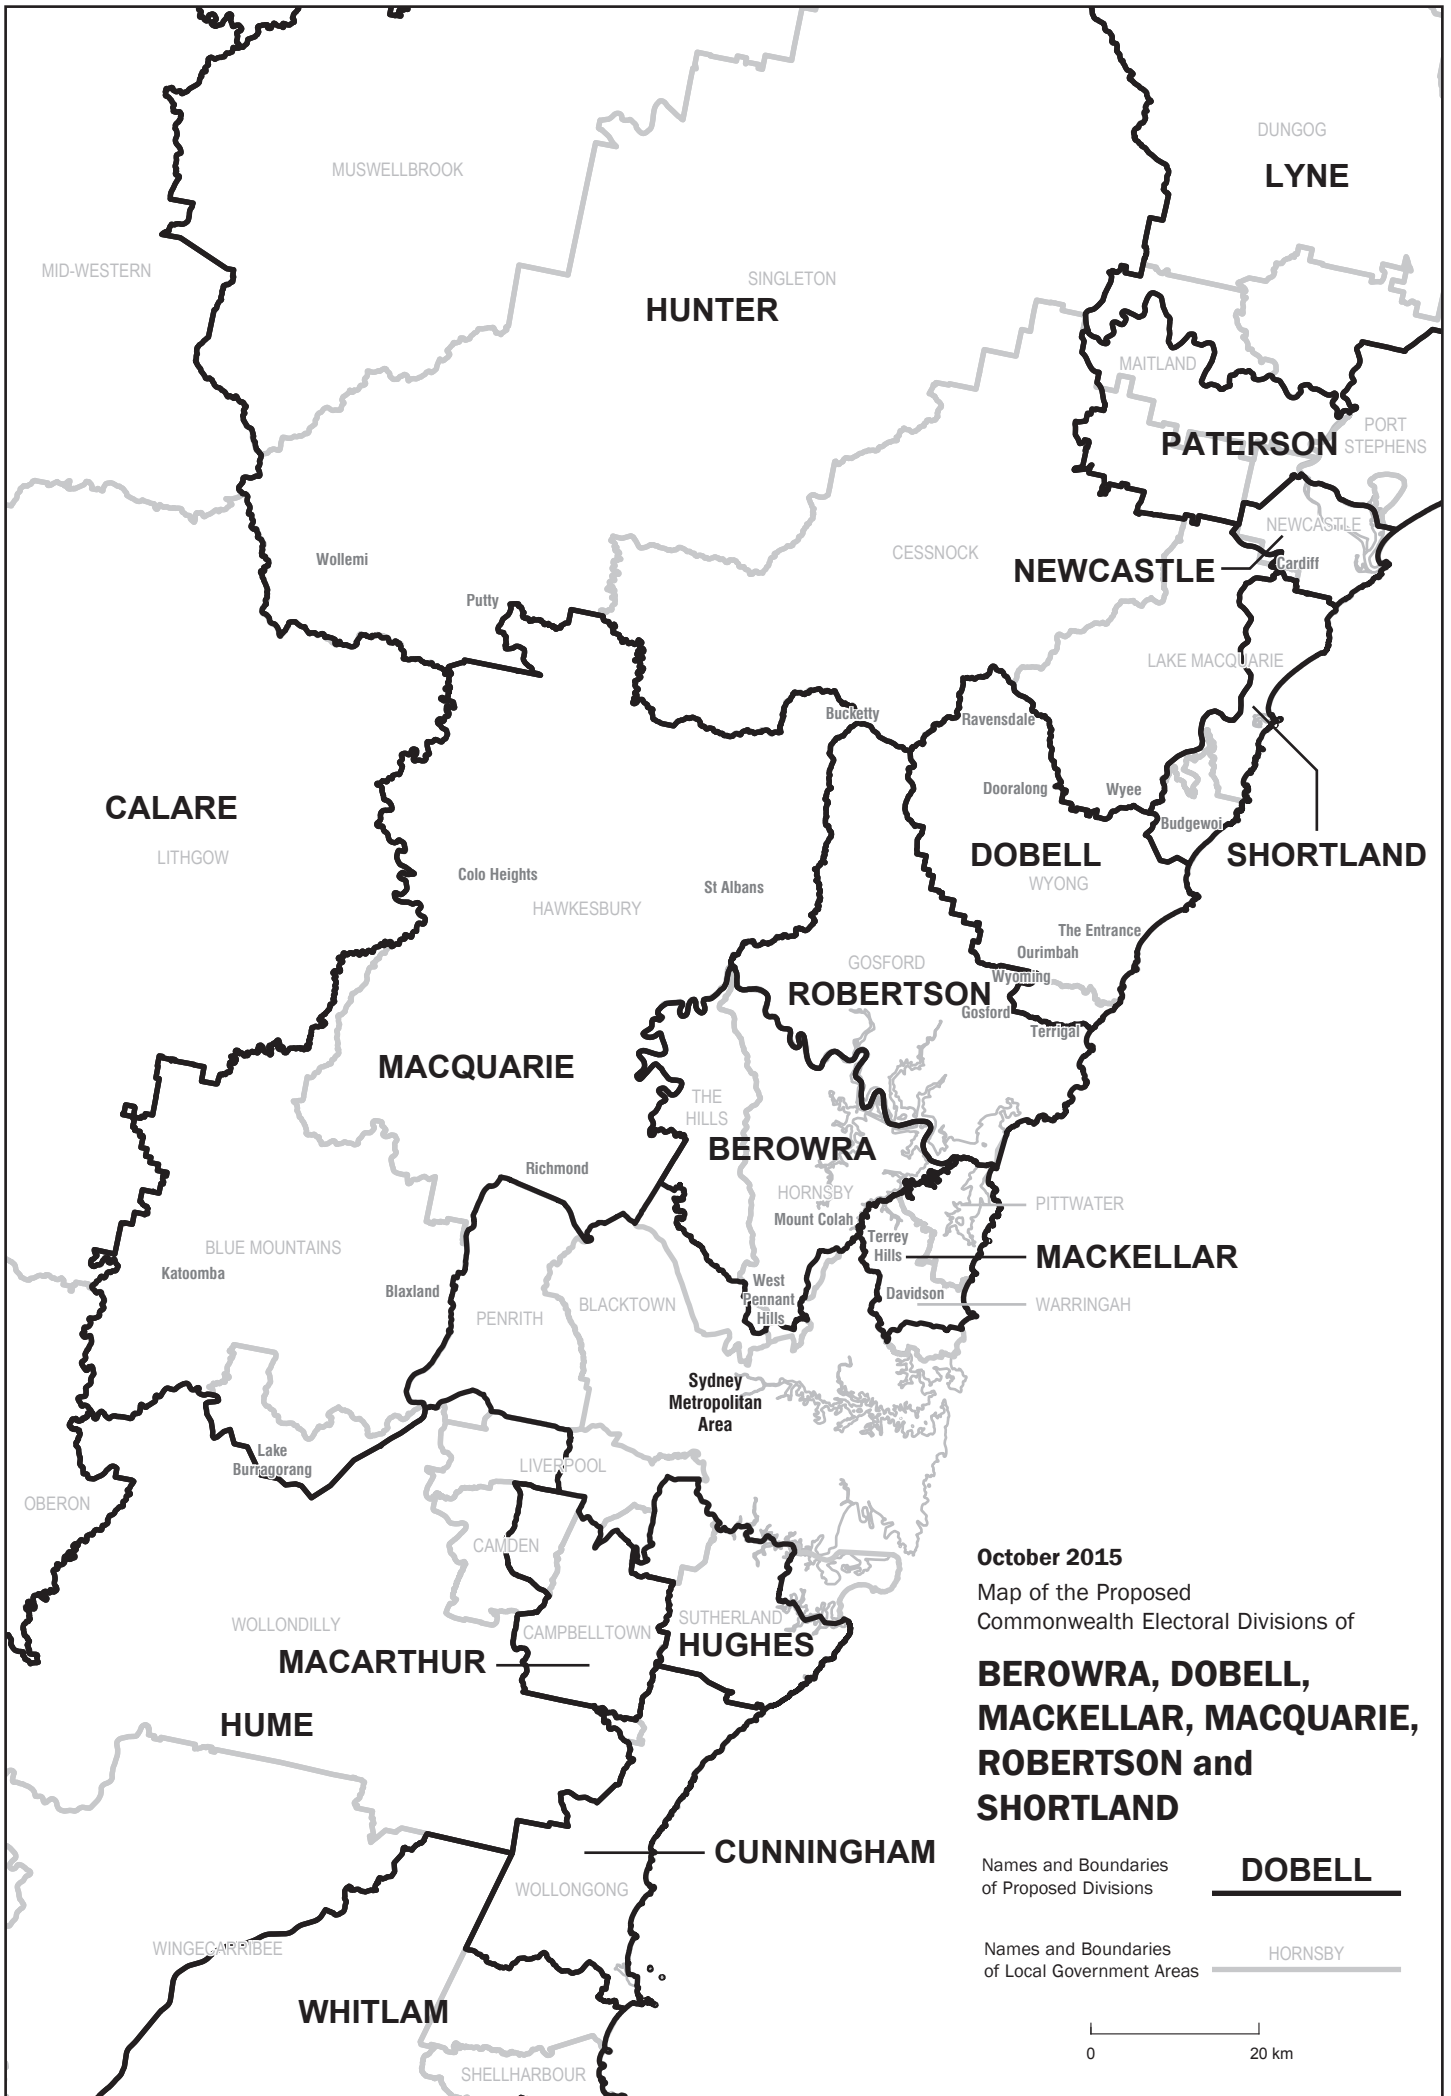 DUNGOG
LYNE
MUSWELLBROOK
MID-WESTERN
SINGLETON
HUNTER
MAITLAND
PATERSON
PORT
STEPHENS
NEWCASTLE
CESSNOCK
NEWCASTLE
Cardiff
Wollemi
Putty
LAKE MACQUARIE
Bucketty
Ravensdale
Dooralong
Wyee
Budgewoi
CALARE
LITHGOW
DOBELL
SHORTLAND
WYONG
Colo Heights
St Albans
HAWKESBURY
The Entrance
Ourimbah
GOSFORD
Wyoming
ROBERTSON
Gosford
Terrigal
MACQUARIE
THE
HILLS
BEROWRA
Richmond
HORNSBY
PITTWATER
Mount Colah
Terrey
Hills
MACKELLAR
BLUE MOUNTAINS
Katoomba
Blaxland
West
Pennant
Hills
Davidson
WARRINGAH
PENRITH
BLACKTOWN
Sydney
Metropolitan
Area
Lake
Burragorang
LIVERPOOL
OBERON
CAMDEN
WOLLONDILLY
CAMPBELLTOWN
SUTHERLAND
HUGHES
MACARTHUR
HUME
CUNNINGHAM
WOLLONGONG
WINGECARRIBEE
WHITLAM
SHELLHARBOUR
October 2015
Map of the Proposed
Commonwealth Electoral Divisions of
BEROWRA, DOBELL,
MACKELLAR, MACQUARIE,
ROBERTSON and
SHORTLAND
Names and Boundaries
of Proposed Divisions
DOBELL
Names and Boundaries
of Local Government Areas
HORNSBY
0 20 km